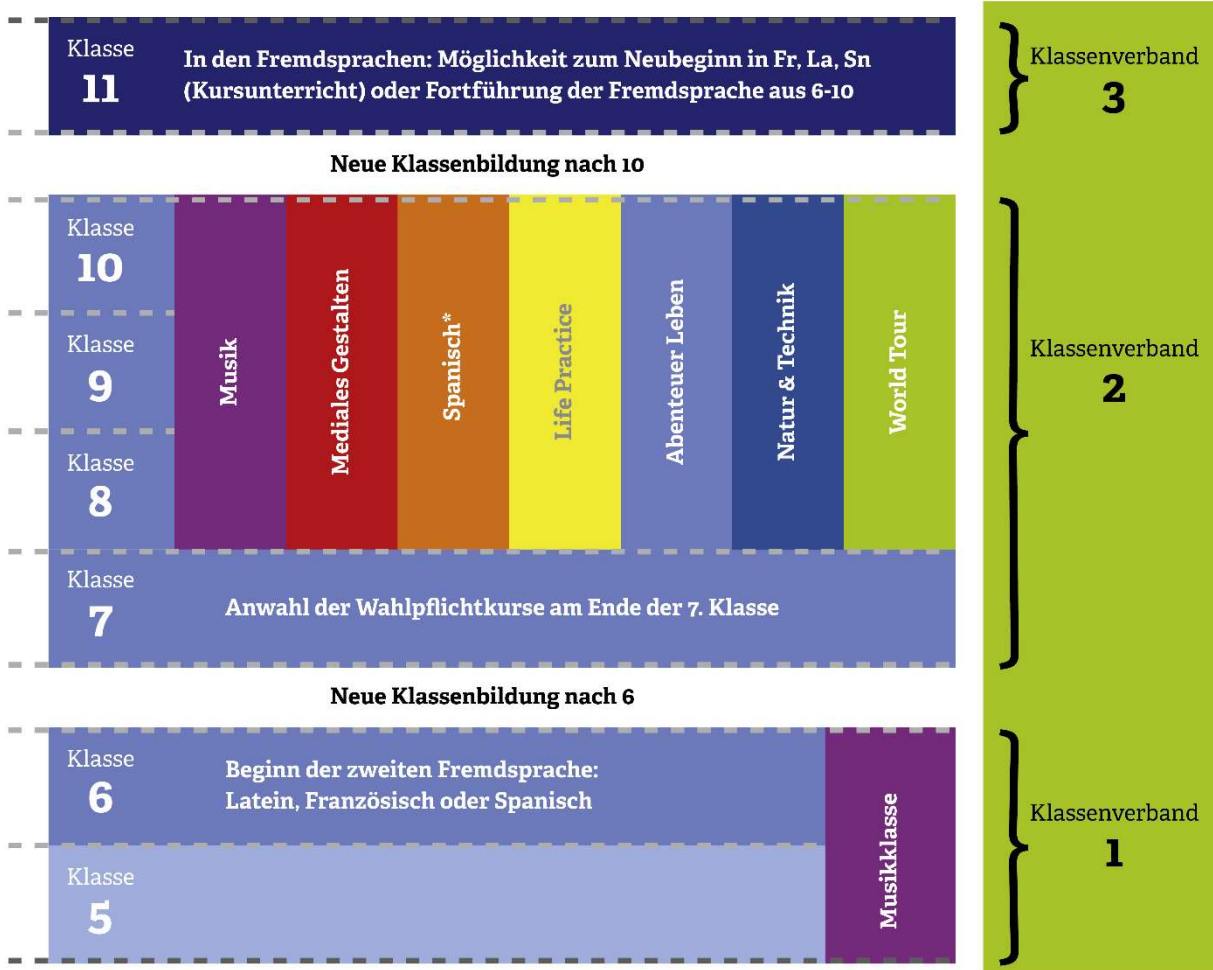 Klasse
11
In den Fremdsprachen: Möglichkeit zum Neubeginn in Fr, La, Sn
(Kursunterricht) oder Fortführung der Fremdsprache aus 6-10
Klassenverband
3
Neue Klassenbildung nach 10
Klasse
10
Klasse
9
Klasse
8
Musik
Mediales Gestalten
Spanisch*
Life Practice
Abenteuer Leben
Natur & Technik
World Tour
Klassenverband
2
Klasse
7
Anwahl der Wahlpflichtkurse am Ende der 7. Klasse
Neue Klassenbildung nach 6
Klasse
6
Beginn der zweiten Fremdsprache:
Latein, Französisch oder Spanisch
Klasse
5
Musikklasse
Klassenverband
1